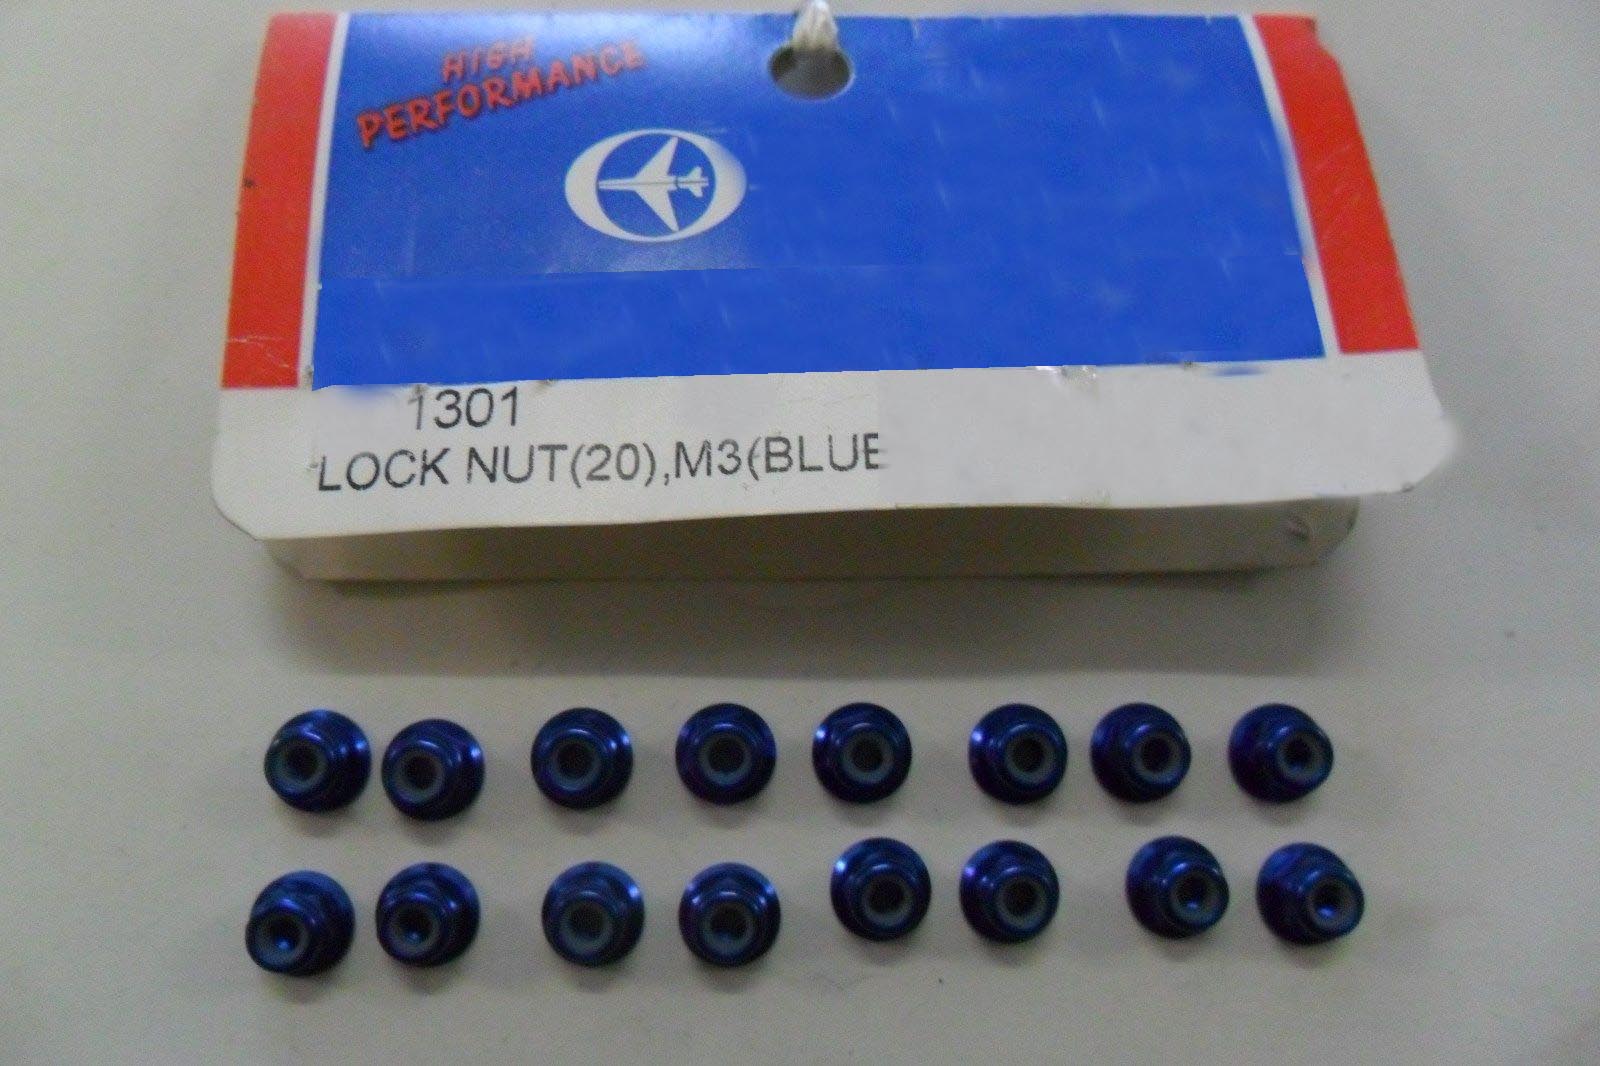 HIGH
PERFORMANCE
1301
LOCK NUT(20),M3(BLUE